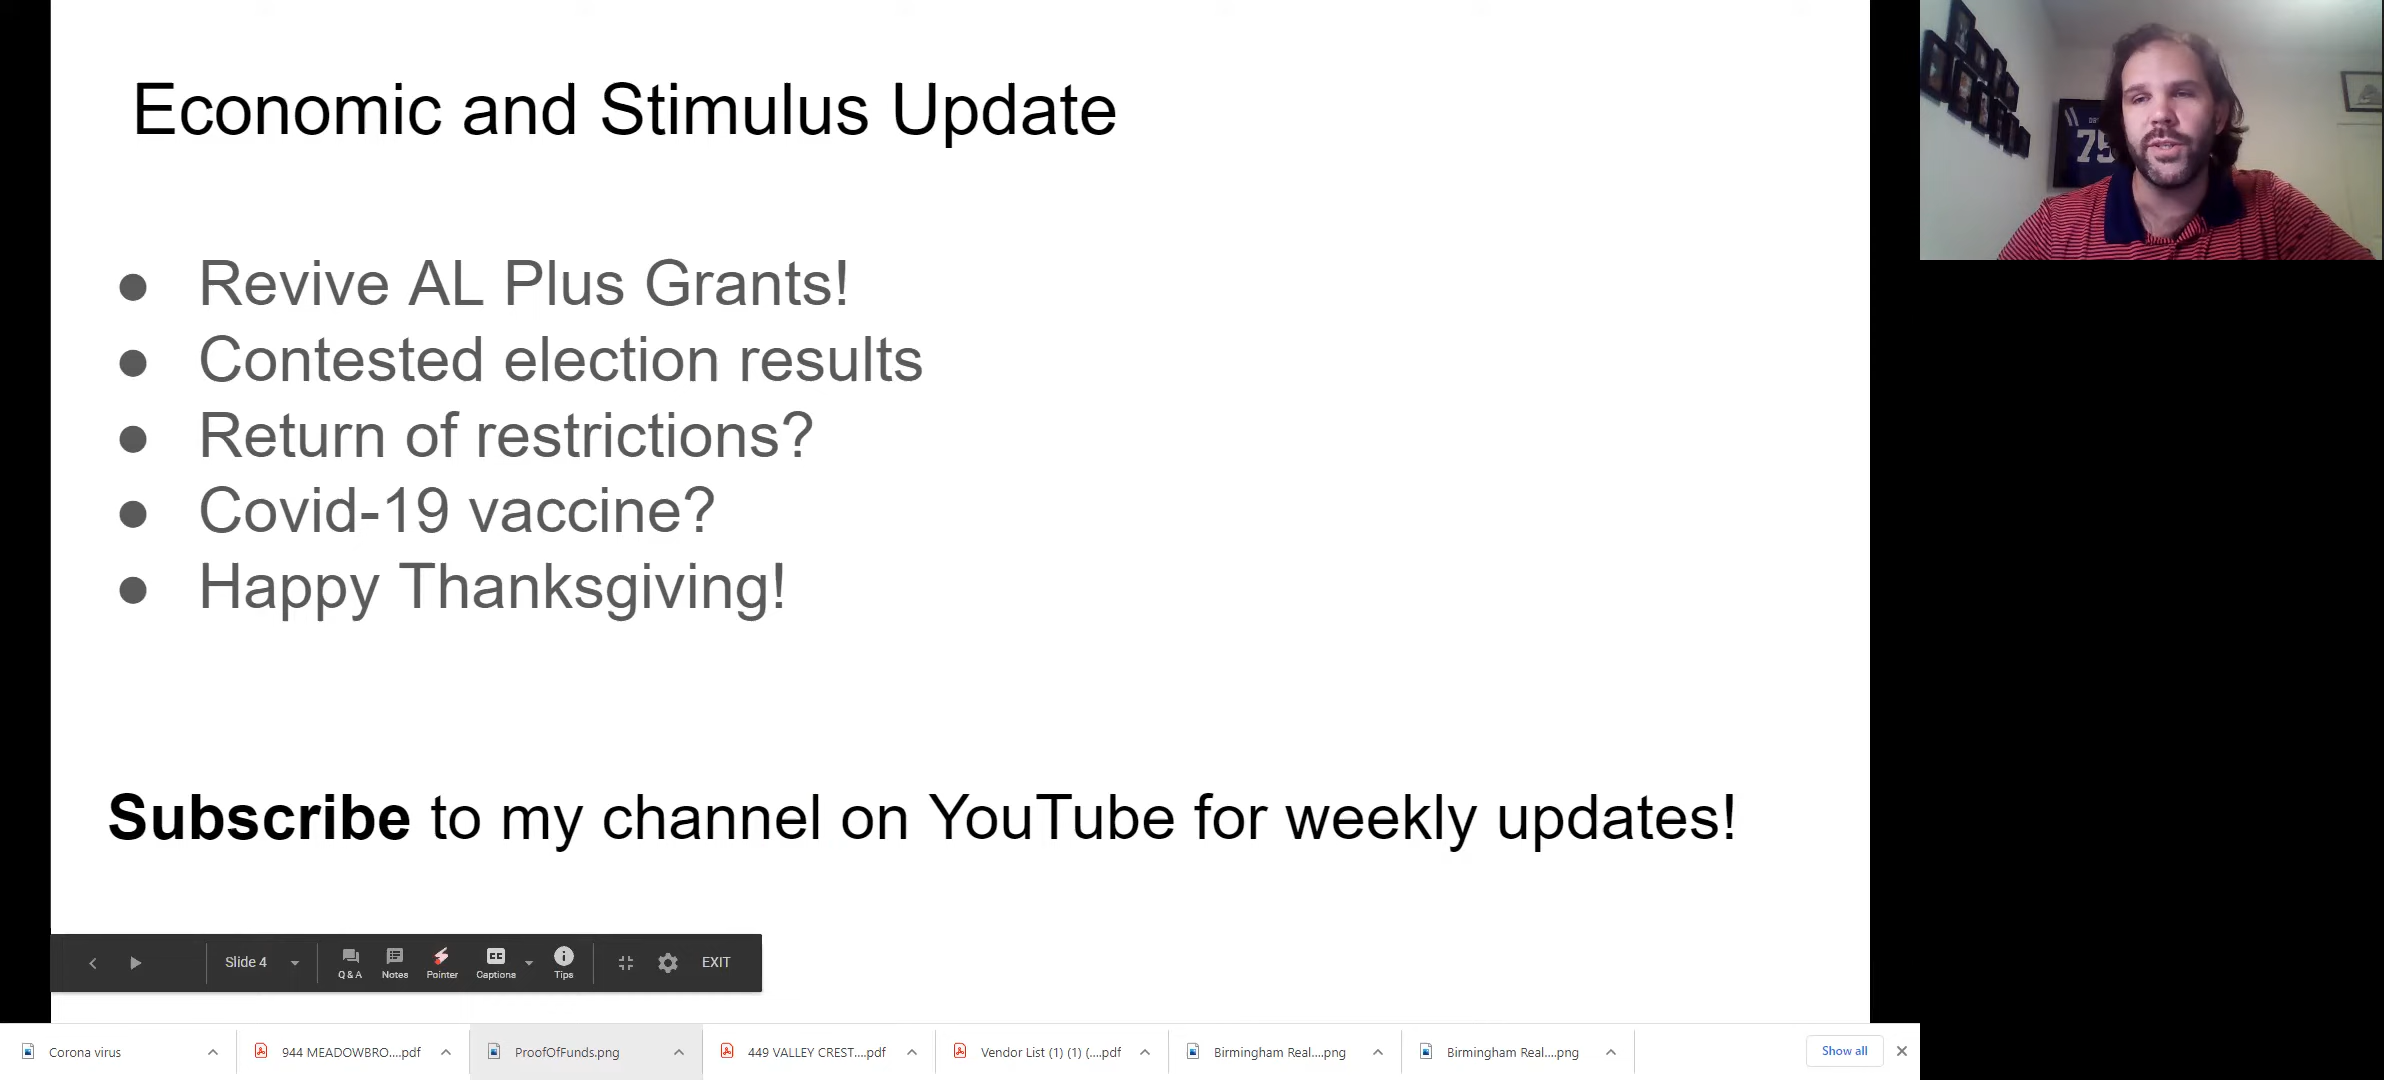 Economic and Stimulus Update
● Revive AL Plus Grants!
● Contested election results
● Return of restrictions?
● Covid-19 vaccine?
● Happy Thanksgiving!
Subscribe to my channel on YouTube for weekly updates!
75
Slide 4
Q & A
Notes
Pointer
Captions
Tips
EXIT
Corona virus
944 MEADOWBRO....pdf
ProofOfFunds.png
449 VALLEY CREST....pdf
Vendor List (1) (1) (....pdf
Birmingham Real....png
Birmingham Real....png
Show all